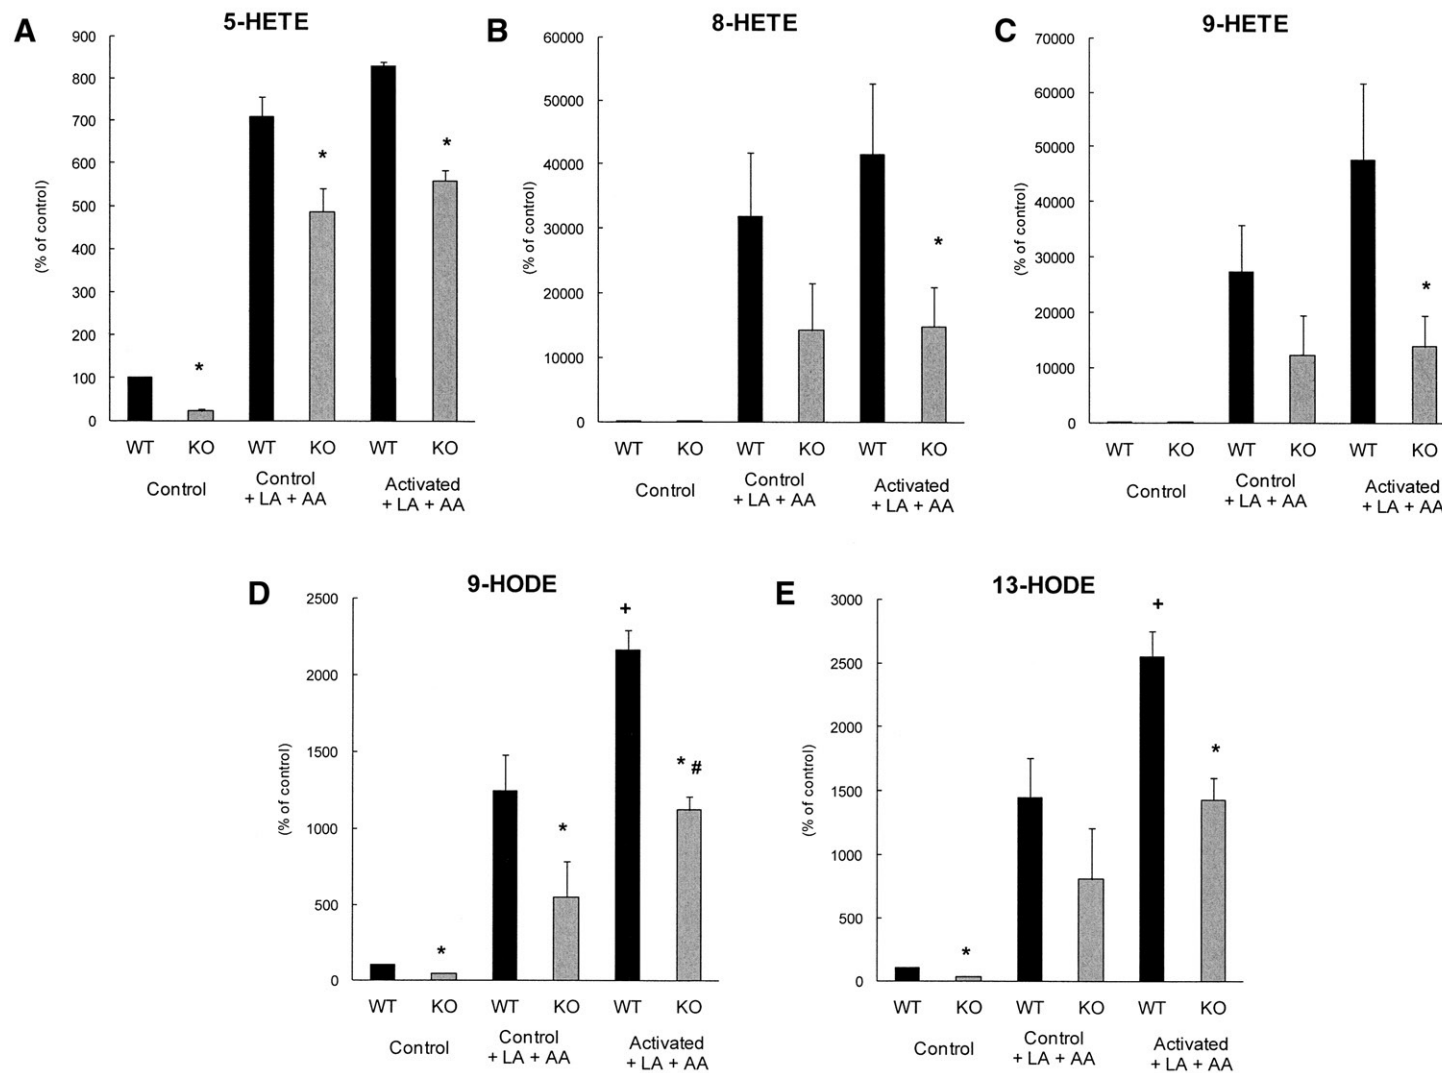 A
5-HETE
900
800
700
600
500
400
300
200
100
0
(% of control)
*
*
*
WT KO WT KO WT KO
Control
Control
+ LA + AA
Activated
+ LA + AA
B
8-HETE
60000
50000
40000
30000
20000
10000
0
(% of control)
*
WT KO WT KO WT KO
Control
Control
+ LA + AA
Activated
+ LA + AA
C
9-HETE
70000
60000
50000
40000
30000
20000
10000
0
(% of control)
*
WT KO WT KO WT KO
Control
Control
+ LA + AA
Activated
+ LA + AA
D
9-HODE
2500
2000
1500
1000
500
0
(% of control)
*
*
+
* #
WT KO WT KO WT KO
Control
Control
+ LA + AA
Activated
+ LA + AA
E
13-HODE
3000
2500
2000
1500
1000
500
0
(% of control)
*
+
*
WT KO WT KO WT KO
Control
Control
+ LA + AA
Activated
+ LA + AA